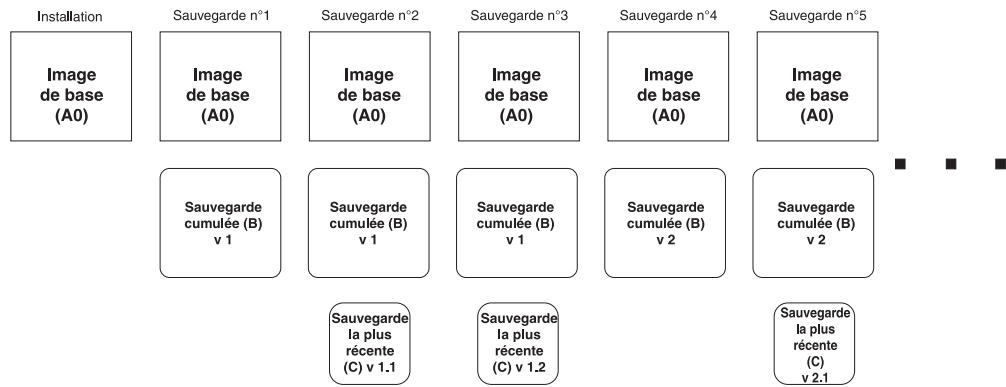 Installation
Sauvegarde n°1
Sauvegarde n°2
Sauvegarde n°3
Sauvegarde n°4
Sauvegarde n°5
Image
de base
(A0)
Image
de base
(A0)
Image
de base
(A0)
Image
de base
(A0)
Image
de base
(A0)
Image
de base
(A0)
Sauvegarde
cumulée (B)
v 1
Sauvegarde
cumulée (B)
v 1
Sauvegarde
cumulée (B)
v 1
Sauvegarde
cumulée (B)
v 2
Sauvegarde
cumulée (B)
v 2
Sauvegarde
la plus
récente
(C) v 1.1
Sauvegarde
la plus
récente
(C) v 1.2
Sauvegarde
la plus
récente
(C)
v 2.1